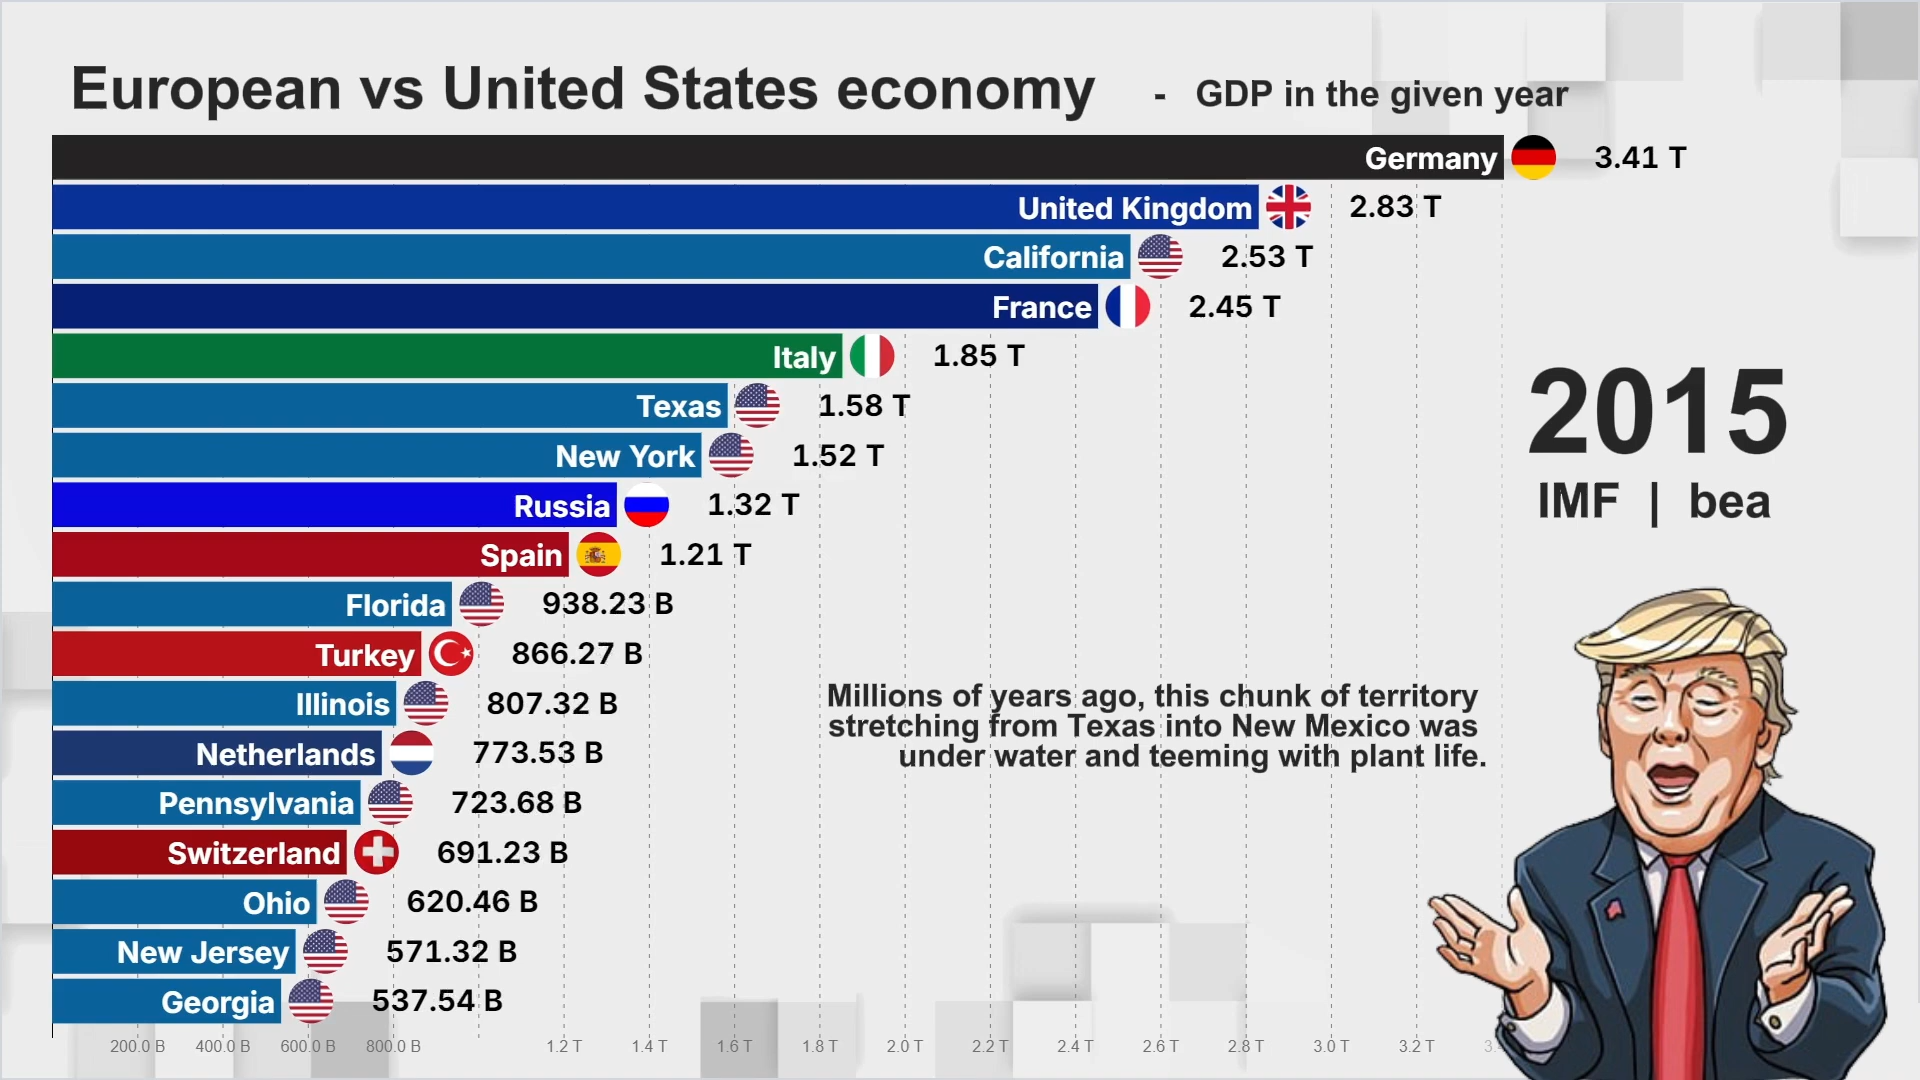 European vs United States economy - GDP in the given year
Germany 3.41 T
United Kingdom 2.83 T
California 2.53 T
France 2.45 T
Italy 1.85 T
Texas 1.58 T
New York 1.52 T
Russia 1.32 T
Spain 1.21 T
Florida 938.23 B
Turkey 866.27 B
Illinois 807.32 B
Netherlands 773.53 B
Pennsylvania 723.68 B
Switzerland 691.23 B
Ohio 620.46 B
New Jersey 571.32 B
Georgia 537.54 B
2015
IMF | bea
Millions of years ago, this chunk of territory
stretching from Texas into New Mexico was
under water and teeming with plant life.
200.0 B 400.0 B 600.0 B 800.0 B 1.2 T 1.4 T 1.6 T 1.8 T 2.0 T 2.2 T 2.4 T 2.6 T 2.8 T 3.0 T 3.2 T